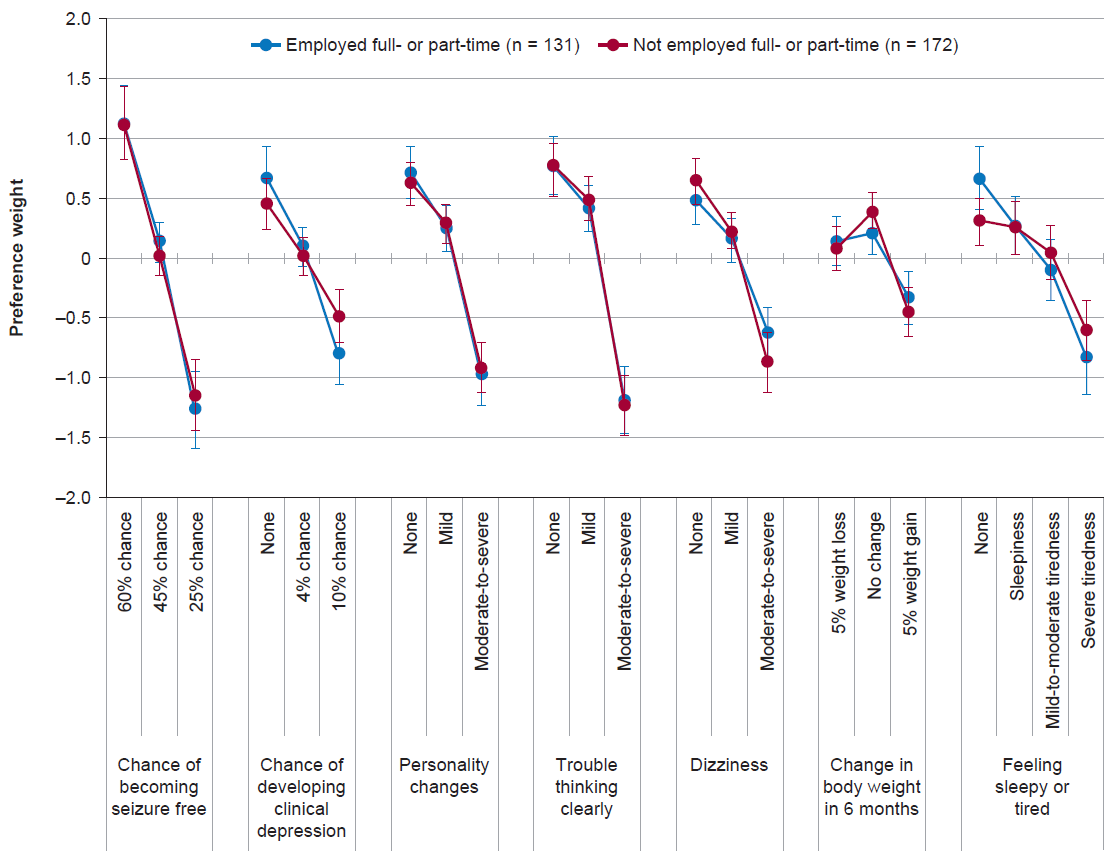 2.0
Employed full- or part-time (n = 131) Not employed full- or part-time (n = 172)
1.5
1.0
0.5
0
–0.5
–1.0
–1.5
–2.0
Preference weight
60% chance
45% chance
25% chance
None
4% chance
10% chance
None
Mild
Moderate-to-severe
None
Mild
Moderate-to-severe
None
Mild
Moderate-to-severe
5% weight loss
No change
5% weight gain
None
Sleepiness
Mild-to-moderate tiredness
Severe tiredness
Chance of
becoming
seizure free
Chance of
developing
clinical
depression
Personality
changes
Trouble
thinking
clearly
Dizziness
Change in
body weight
in 6 months
Feeling
sleepy or
tired